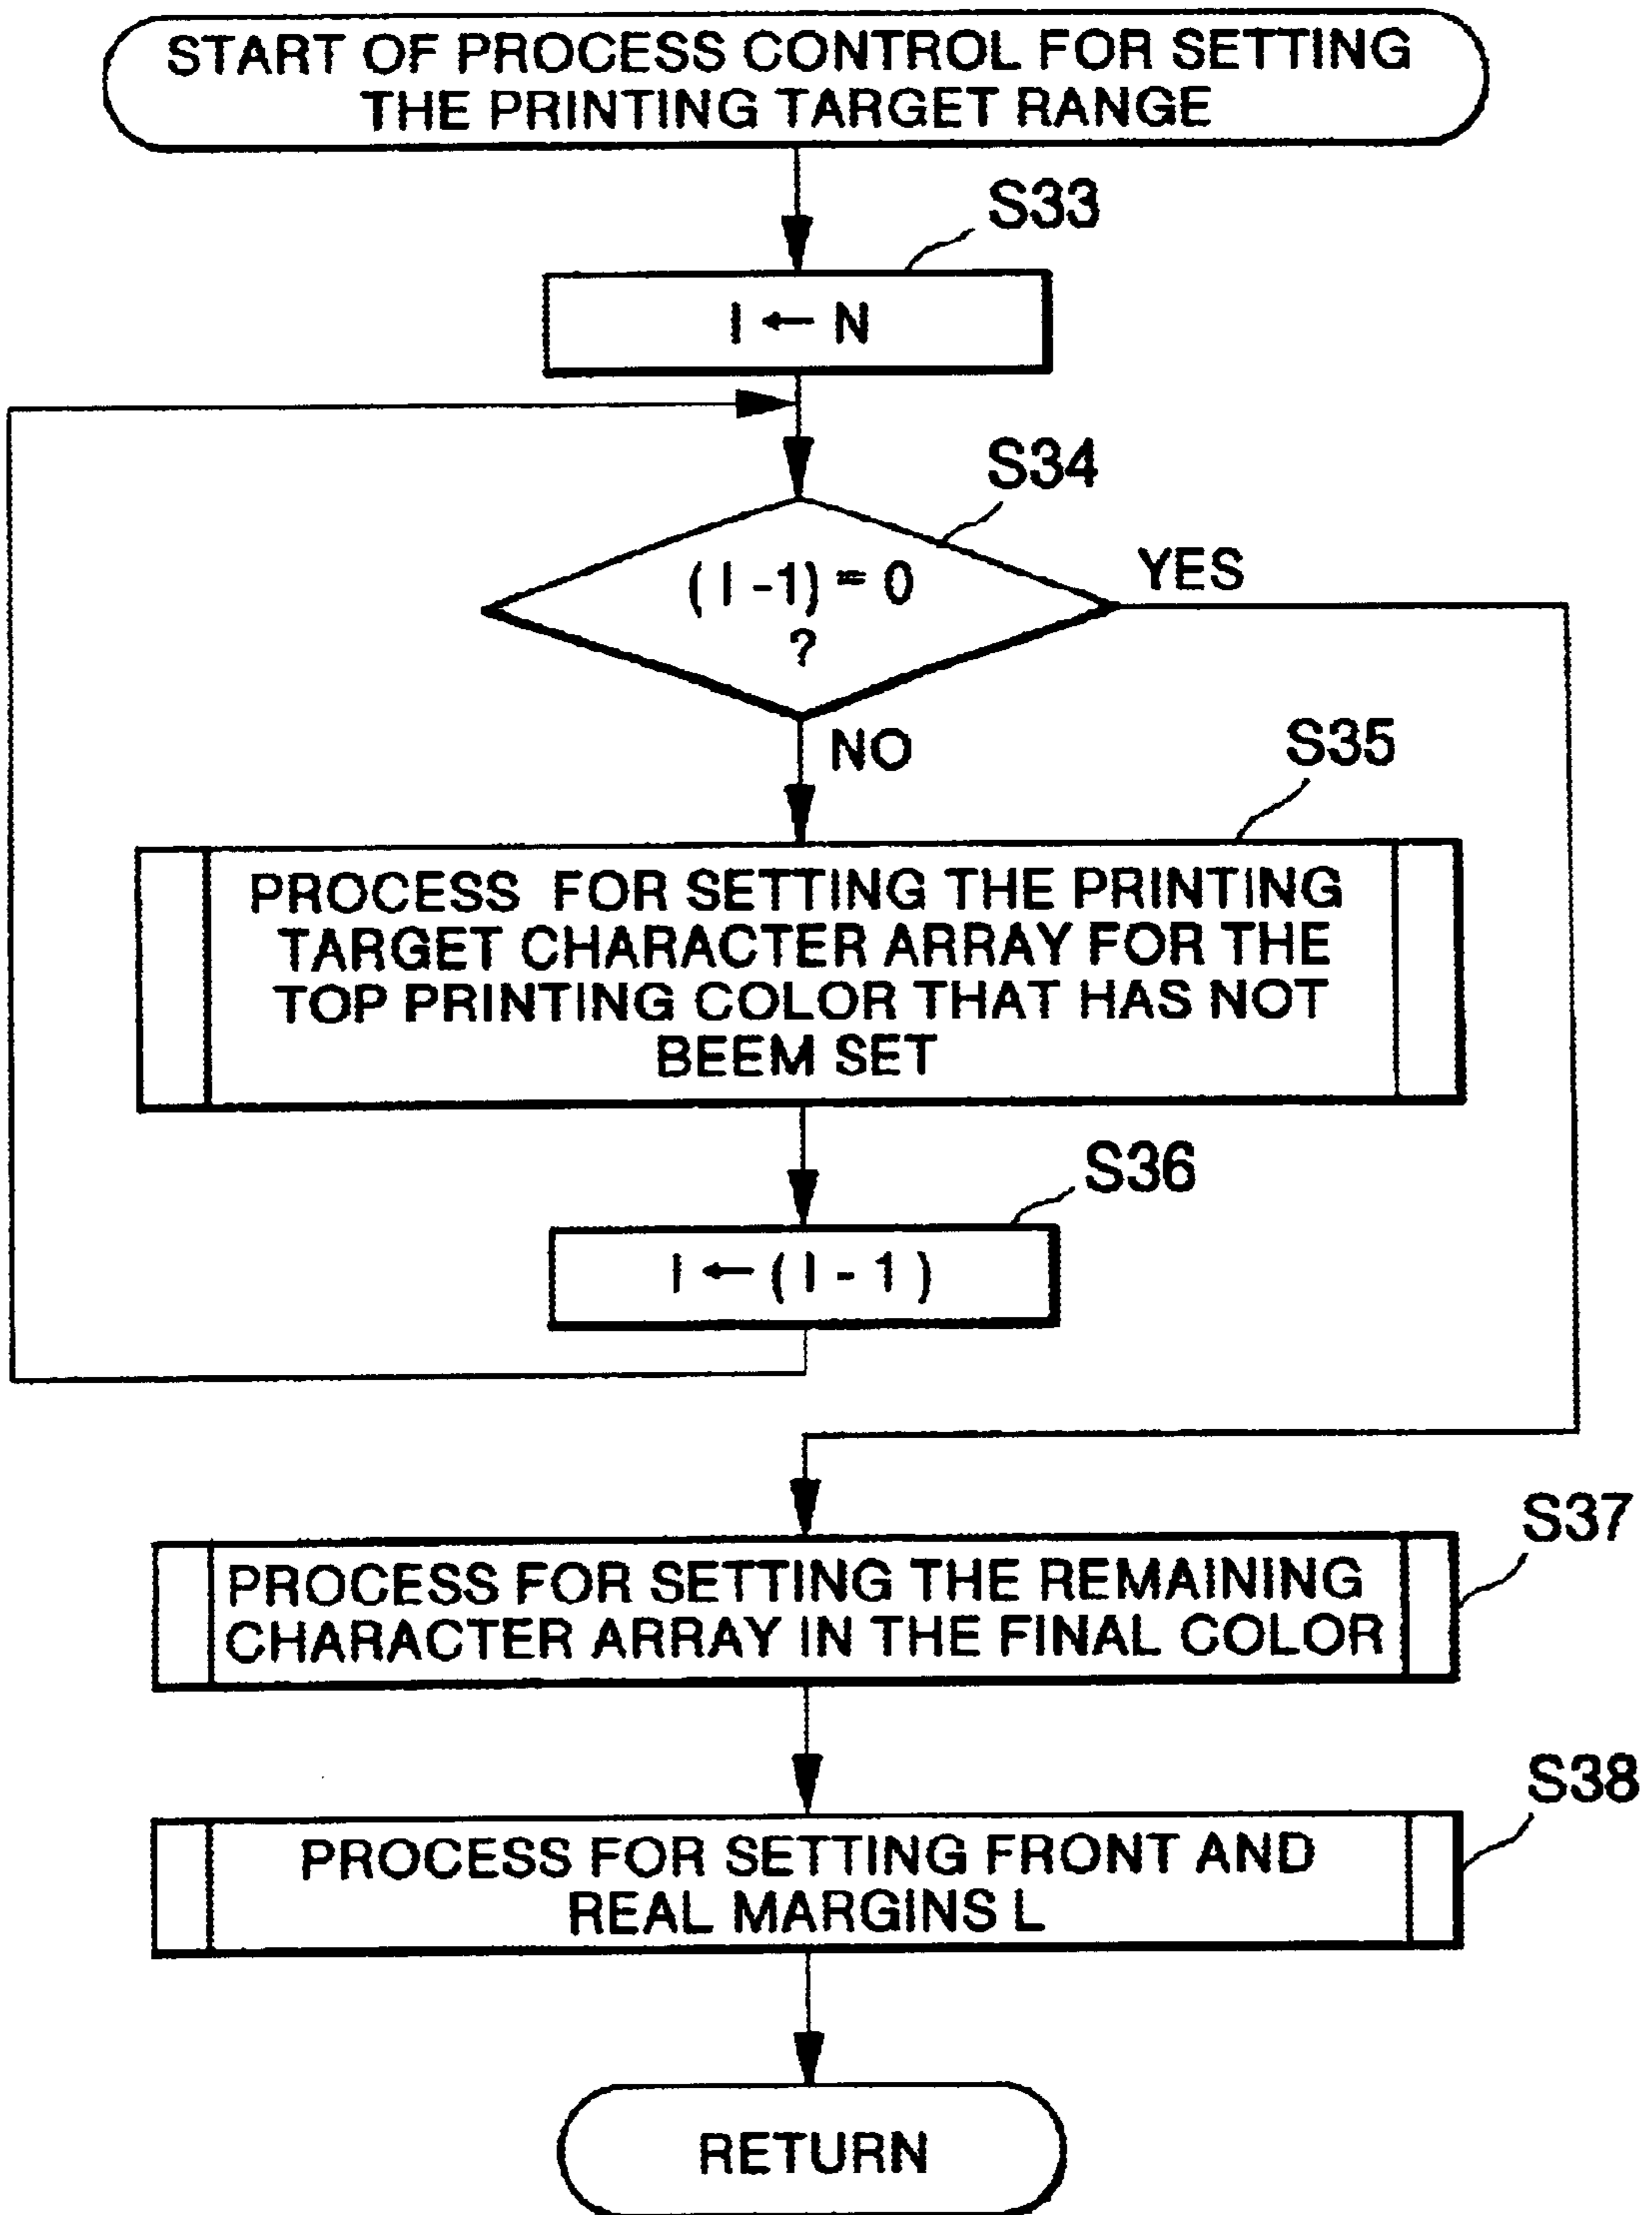 START OF PROCESS CONTROL FOR SETTING
THE PRINTING TARGET RANGE
S33
I ← N
S34
( I -1) = 0
?
YES
NO
S35
PROCESS FOR SETTING THE PRINTING
TARGET CHARACTER ARRAY FOR THE
TOP PRINTING COLOR THAT HAS NOT
BEEM SET
S36
I ← ( I - 1 )
S37
PROCESS FOR SETTING THE REMAINING
CHARACTER ARRAY IN THE FINAL COLOR
S38
PROCESS FOR SETTING FRONT AND
REAL MARGINS L
RETURN